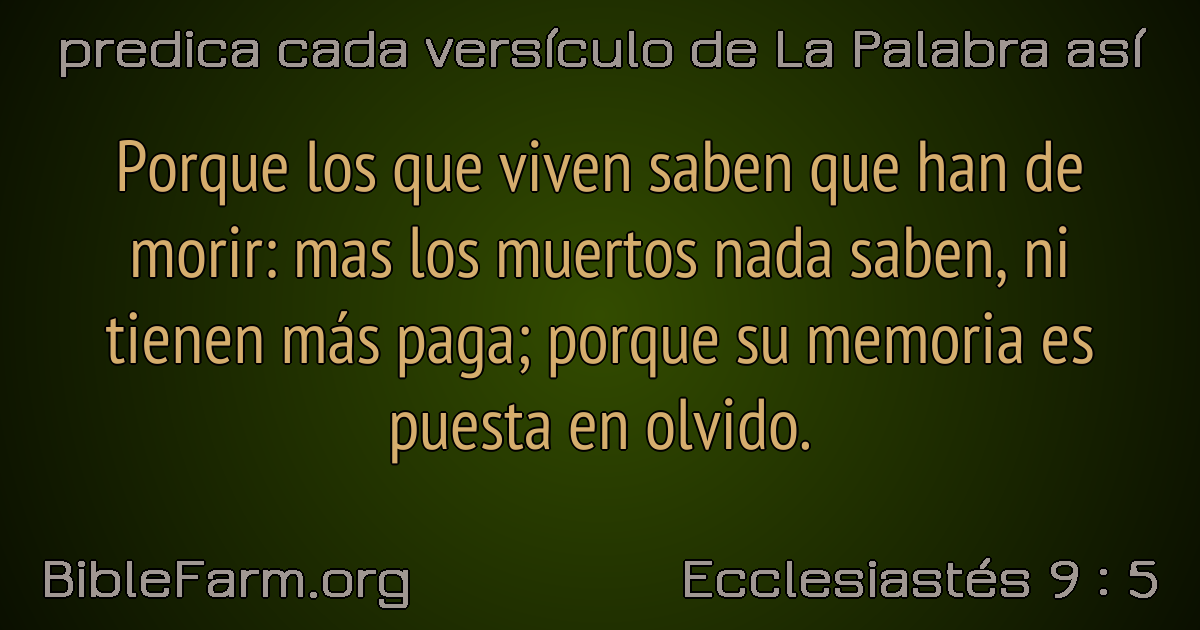 predica cada versículo de La Palabra así
Porque los que viven saben que han de
morir: mas los muertos nada saben, ni
tienen más paga; porque su memoria es
puesta en olvido.
BibleFarm.org
Ecclesiastés 9 : 5